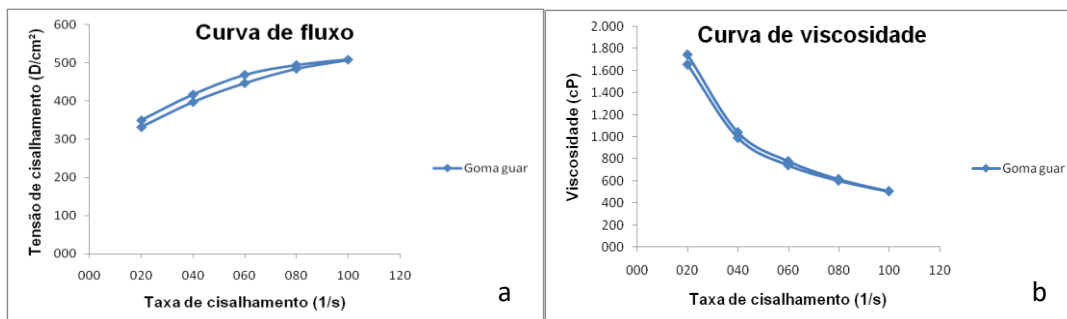 Curva de fluxo
Tensão de cisalhamento (D/cm²)
600
500
400
300
200
100
000
000 020 040 060 080 100 120
Taxa de cisalhamento (1/s)
Goma guar
a
Curva de viscosidade
Viscosidade (cP)
1.800
1.600
1.400
1.200
1.000
.800
.600
.400
.200
.000
000 020 040 060 080 100 120
Taxa de cisalhamento (1/s)
Goma guar
b